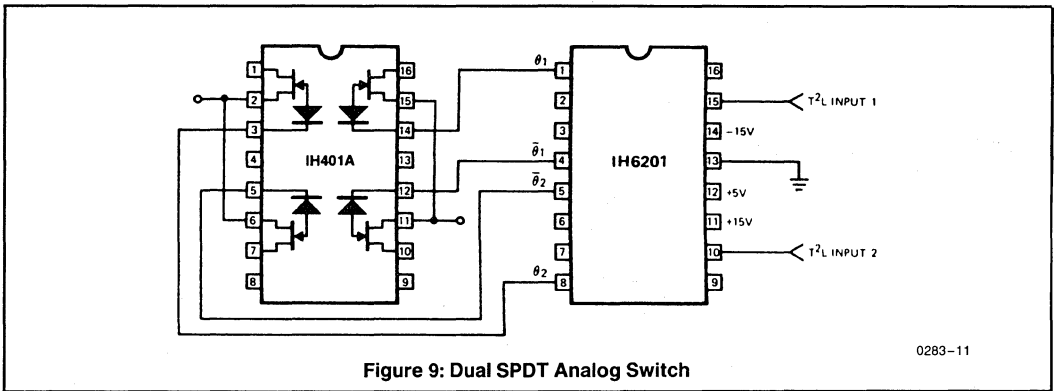 θ1
1
16
1
16
2
15
2
15
T²L INPUT 1
3
14
3
14
-15V
4
IH401A
13
θ̄1
4
IH6201
13
5
12
θ̄2
5
12
+5V
6
11
6
11
+15V
7
10
7
10
T²L INPUT 2
8
9
θ2
8
9
0283-11
Figure 9: Dual SPDT Analog Switch